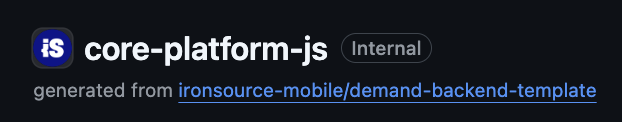 iS core-platform-js Internal
generated from ironsource-mobile/demand-backend-template